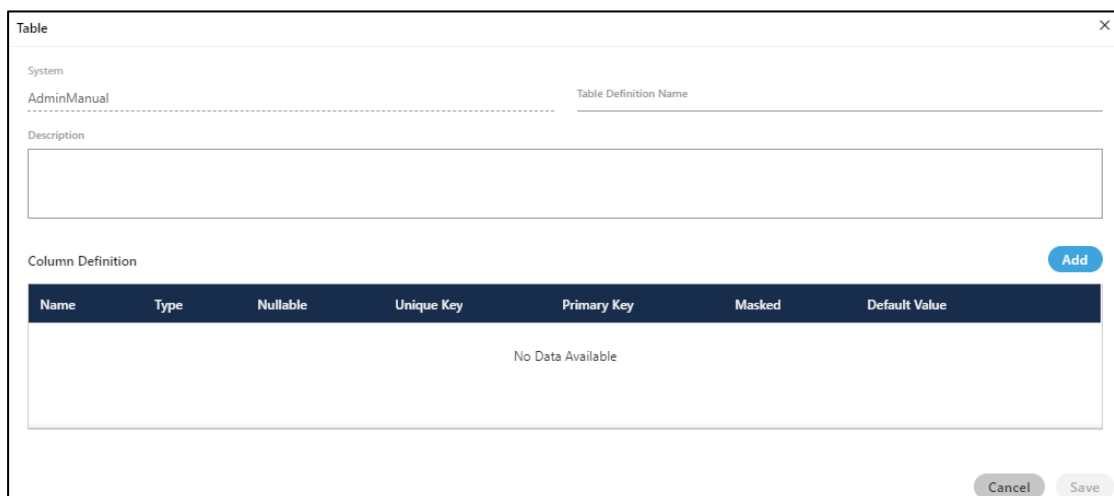 Table ×
System
AdminManual
Table Definition Name
Description
Column Definition Add
Name Type Nullable Unique Key Primary Key Masked Default Value
No Data Available
Cancel Save